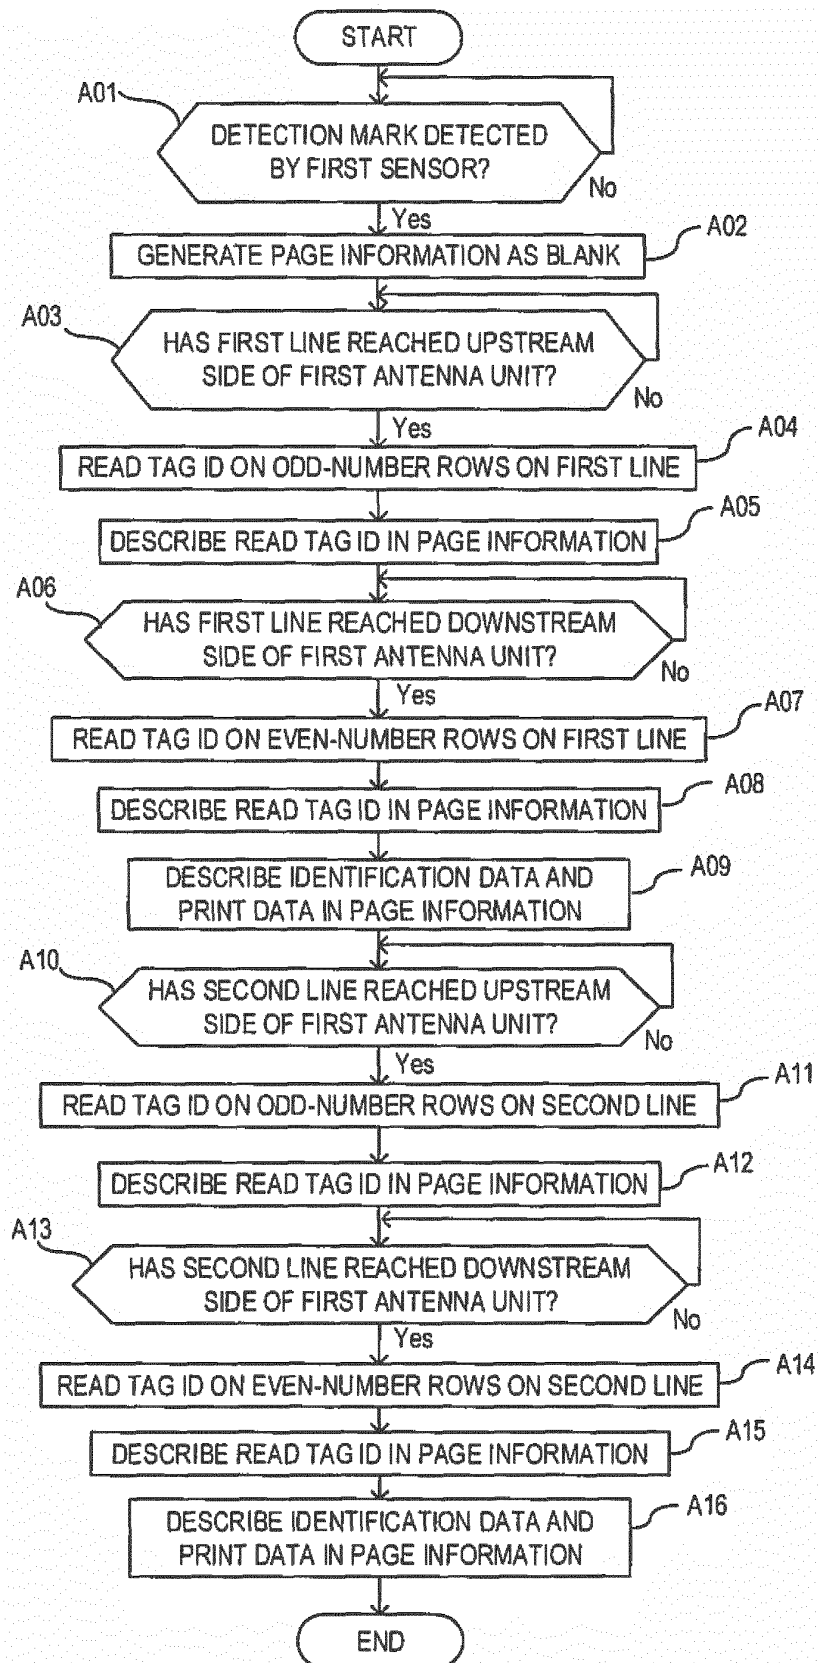 START
A01
DETECTION MARK DETECTED
BY FIRST SENSOR?
No
Yes
A02
GENERATE PAGE INFORMATION AS BLANK
A03
HAS FIRST LINE REACHED UPSTREAM
SIDE OF FIRST ANTENNA UNIT?
No
Yes
A04
READ TAG ID ON ODD-NUMBER ROWS ON FIRST LINE
A05
DESCRIBE READ TAG ID IN PAGE INFORMATION
A06
HAS FIRST LINE REACHED DOWNSTREAM
SIDE OF FIRST ANTENNA UNIT?
No
Yes
A07
READ TAG ID ON EVEN-NUMBER ROWS ON FIRST LINE
A08
DESCRIBE READ TAG ID IN PAGE INFORMATION
A09
DESCRIBE IDENTIFICATION DATA AND
PRINT DATA IN PAGE INFORMATION
A10
HAS SECOND LINE REACHED UPSTREAM
SIDE OF FIRST ANTENNA UNIT?
No
Yes
A11
READ TAG ID ON ODD-NUMBER ROWS ON SECOND LINE
A12
DESCRIBE READ TAG ID IN PAGE INFORMATION
A13
HAS SECOND LINE REACHED DOWNSTREAM
SIDE OF FIRST ANTENNA UNIT?
No
Yes
A14
READ TAG ID ON EVEN-NUMBER ROWS ON SECOND LINE
A15
DESCRIBE READ TAG ID IN PAGE INFORMATION
A16
DESCRIBE IDENTIFICATION DATA AND
PRINT DATA IN PAGE INFORMATION
END